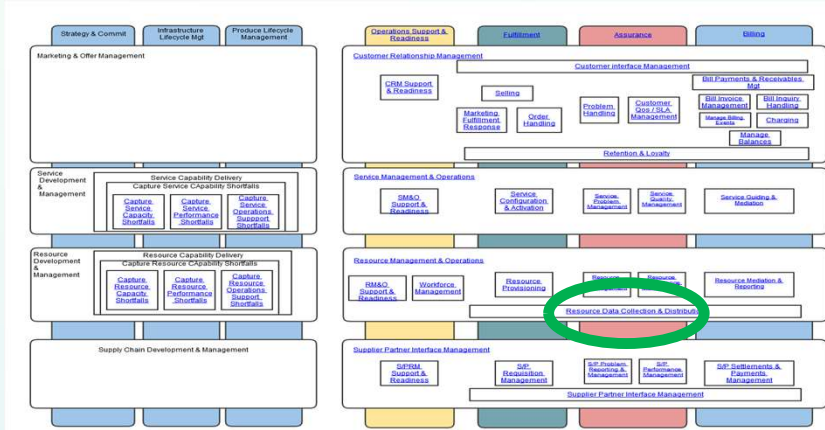 Strategy & Commit
Infrastructure
Lifecycle Mgt
Produce Lifecycle
Management
Operations Support &
Readiness
Fulfillment
Assurance
Billing
Marketing & Offer Management
Customer Relationship Management
Customer interface Management
CRM Support
& Readiness
Selling
Bill Payments & Receivables
Mgt
Marketing
Fulfillment
Response
Order
Handling
Problem
Handling
Customer
Qos / SLA
Management
Bill Invoice
Management
Bill Inquiry
Handling
Manage Billing
Events
Charging
Manage
Balances
Retention & Loyalty
Service
Development
&
Management
Service Capability Delivery
Capture Service CApability Shortfalls
Capture
Service
Capacity
Shortfalls
Capture
Service
Performance
Shortfalls
Capture
Service
Operations
Support
Shortfalls
Service Management & Operations
SM&O
Support &
Readiness
Service
Configuration
& Activation
Service
Problem
Management
Service
Quality
Management
Service Guiding &
Mediation
Resource
Development
&
Management
Resource Capability Delivery
Capture Resource CApability Shortfalls
Capture
Resource
Capacity
Shortfalls
Capture
Resource
Performance
Shortfalls
Capture
Resource
Operations
Support
Shortfalls
Resource Management & Operations
RM&O
Support &
Readiness
Workforce
Management
Resource
Provisioning
Resource Mediation &
Reporting
Resource Data Collection &
Supply Chain Development & Management
Supplier Partner Interface Management
S/PRM
Support &
Readiness
S/P
Requisition
Management
S/P Problem
Reporting &
Management
S/P
Performance
Management
S/P Settlements &
Payments
Management
Supplier Partner Interface Management